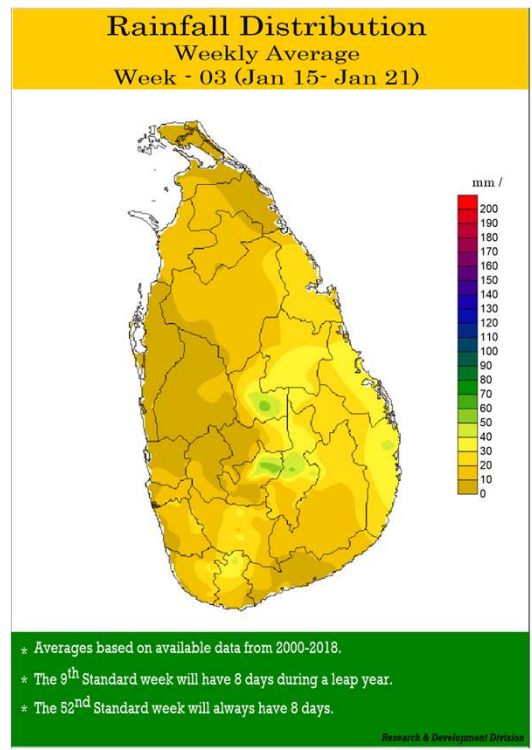 Rainfall Distribution
Weekly Average
Week - 03 (Jan 15- Jan 21)
mm /
200
190
180
170
160
150
140
130
120
110
100
90
80
70
60
50
40
30
20
10
0
* Averages based on available data from 2000-2018.
* The 9th Standard week will have 8 days during a leap year.
* The 52nd Standard week will always have 8 days.
Research & Development Division